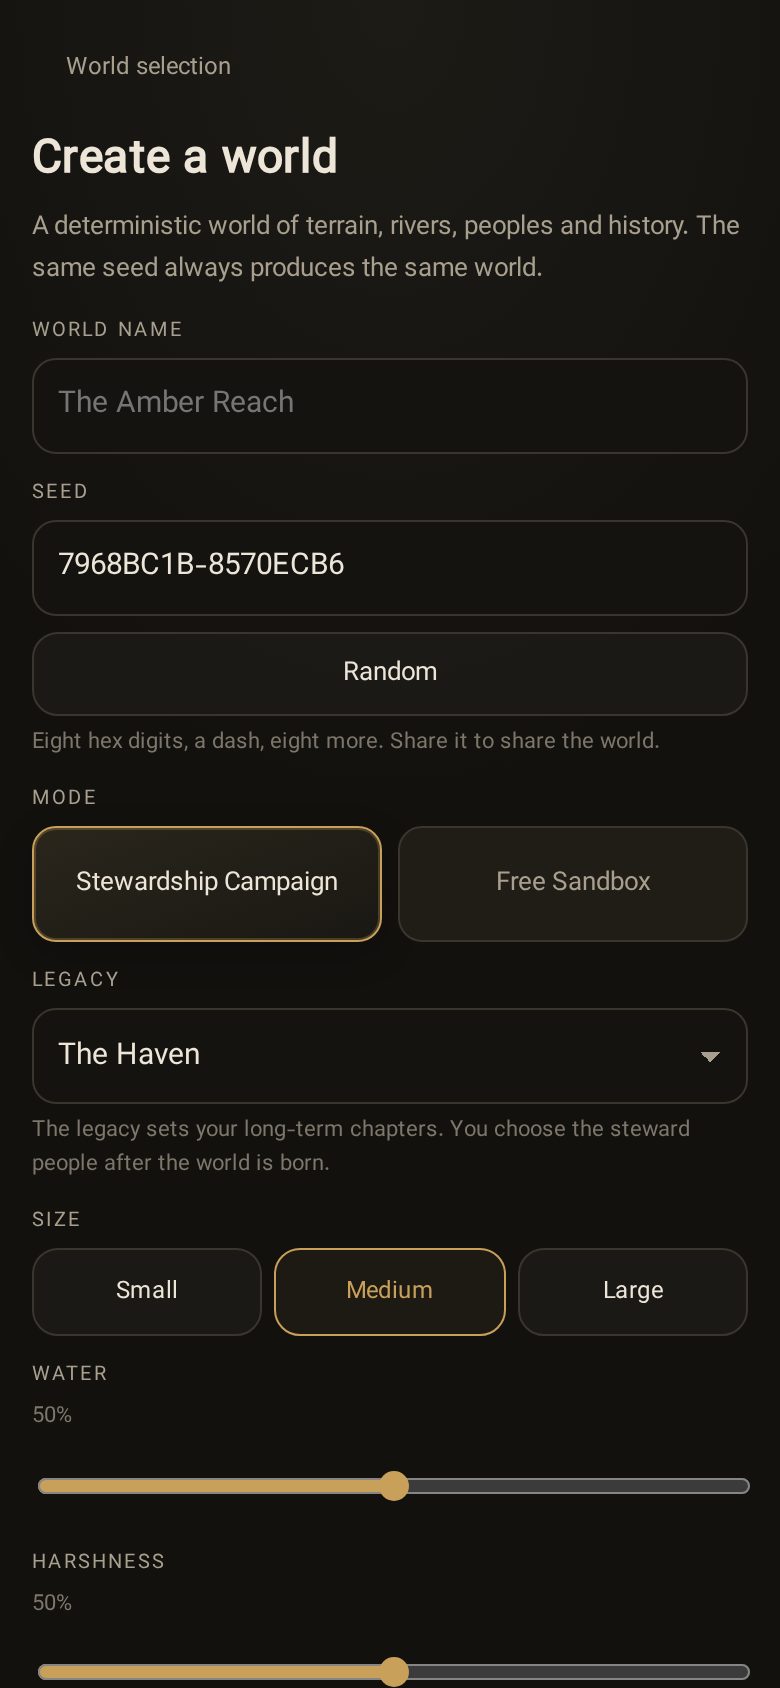 World selection
Create a world
A deterministic world of terrain, rivers, peoples and history. The
same seed always produces the same world.
WORLD NAME
The Amber Reach
SEED
7968BC1B-8570ECB6
Random
Eight hex digits, a dash, eight more. Share it to share the world.
MODE
Stewardship Campaign
Free Sandbox
LEGACY
The Haven
The legacy sets your long-term chapters. You choose the steward
people after the world is born.
SIZE
Small
Medium
Large
WATER
50%
HARSHNESS
50%